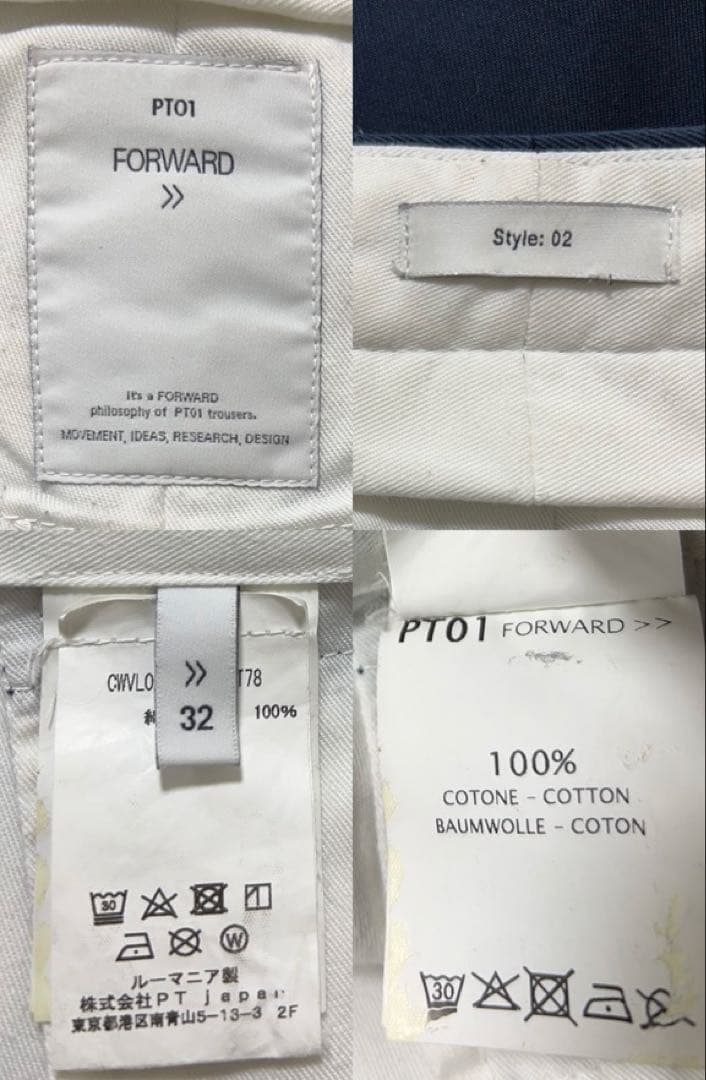 PT01
FORWARD
>>
It's a FORWARD
philosophy of PT01 trousers.
MOVEMENT, IDEAS, RESEARCH, DESIGN
Style: 02
>>
32
CWVL0
T78
100%
30
W
ルーマニア製
株式会社PT japan
東京都港区南青山5-13-3 2F
PT01 FORWARD >>
100%
COTONE - COTTON
BAUMWOLLE - COTON
30